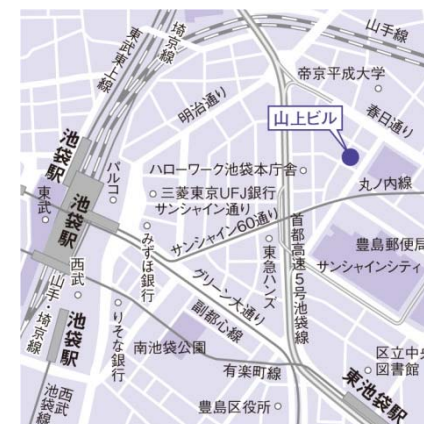 山手線
埼京線
東武東上線
帝京平成大学
明治通り
春日通り
山上ビル
池袋駅
パルコ
ハローワーク池袋本庁舎
三菱東京UFJ銀行
サンシャイン通り
サンシャイン60通り
丸ノ内線
東武
池袋駅
みずほ銀行
東急ハンズ
首都高速5号池袋線
豊島郵便局
サンシャインシティ
西武
グリーン大通り
副都心線
山手・埼京線
りそな銀行
池袋駅
南池袋公園
有楽町線
区立中央
図書館
東池袋駅
西武
池袋線
豊島区役所